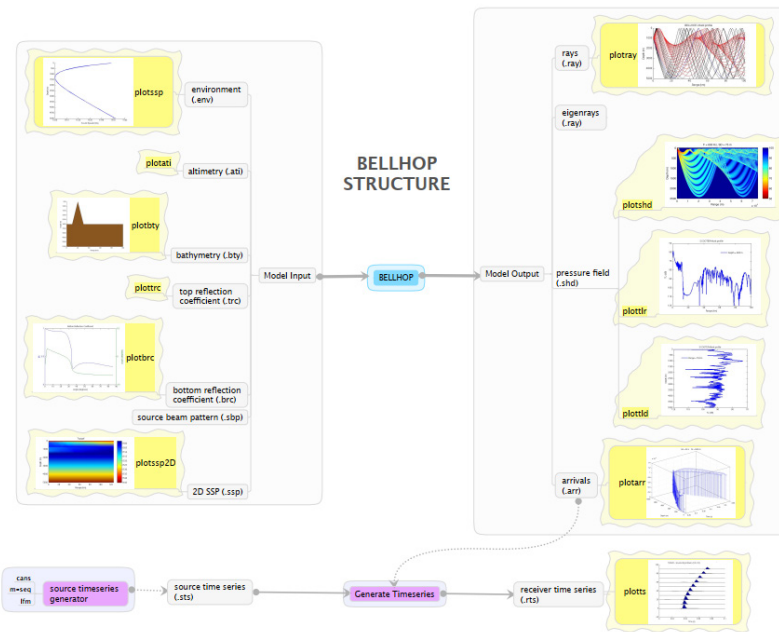 BELLHOP
STRUCTURE
plotssp
environment
(.env)
plotati
altimetry (.ati)
plotbty
bathymetry (.bty)
plottrc
top reflection
coefficient (.trc)
plotbrc
bottom reflection
coefficient (.brc)
source beam pattern (.sbp)
plotssp2D
2D SSP (.ssp)
Model Input
BELLHOP
Model Output
rays
(.ray)
plotray
eigenrays
(.ray)
plotshd
pressure field
(.shd)
plottlr
plottld
arrivals
(.arr)
plotarr
cans
m=seq
lfm
source timeseries
generator
source time series
(.sts)
Generate Timeseries
receiver time series
(.rts)
plotts